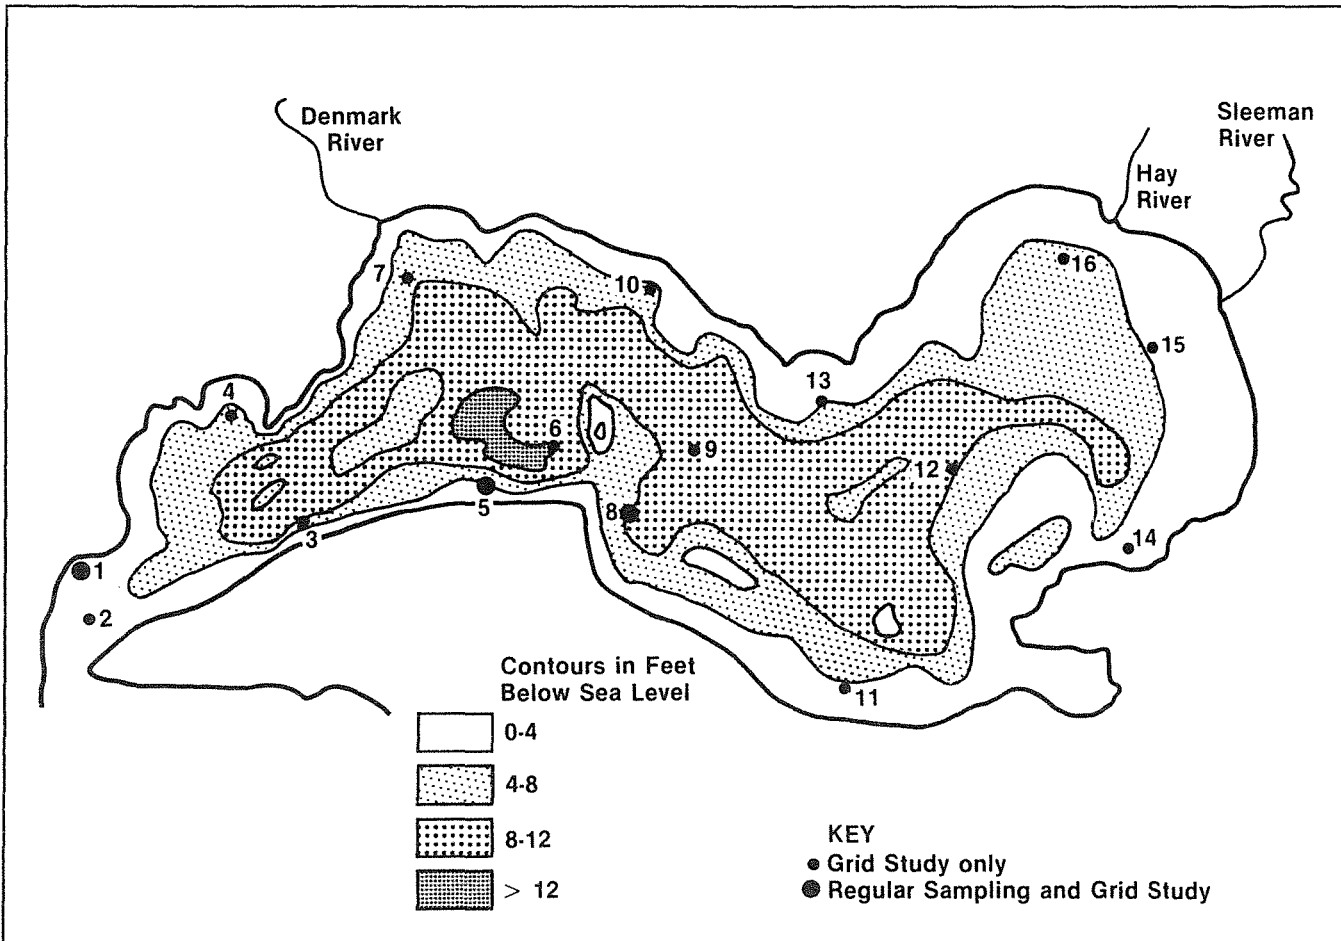 Denmark
River
Sleeman
River
Hay
River
7
10
16
15
4
13
6
9
12
5
8
3
14
1
2
11
Contours in Feet
Below Sea Level
0-4
4-8
8-12
> 12
KEY
Grid Study only
Regular Sampling and Grid Study